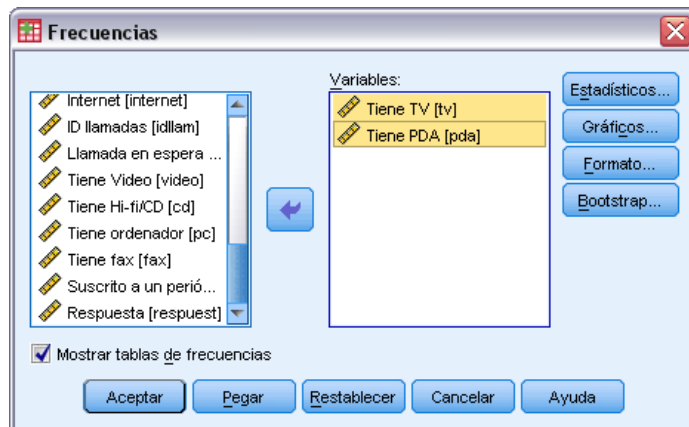 Frecuencias
Internet [internet]
ID llamadas [idllam]
Llamada en espera ...
Tiene Video [video]
Tiene Hi-fi/CD [cd]
Tiene ordenador [pc]
Tiene fax [fax]
Suscrito a un perió...
Respuesta [respuest]
Variables:
Tiene TV [tv]
Tiene PDA [pda]
Estadísticos...
Gráficos...
Formato...
Bootstrap...
Mostrar tablas de frecuencias
Aceptar
Pegar
Restablecer
Cancelar
Ayuda